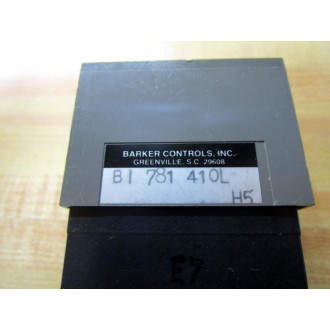 BARKER CONTROLS, INC.
GREENVILLE, S.C. 29608
BI 781 410L
H5
E7